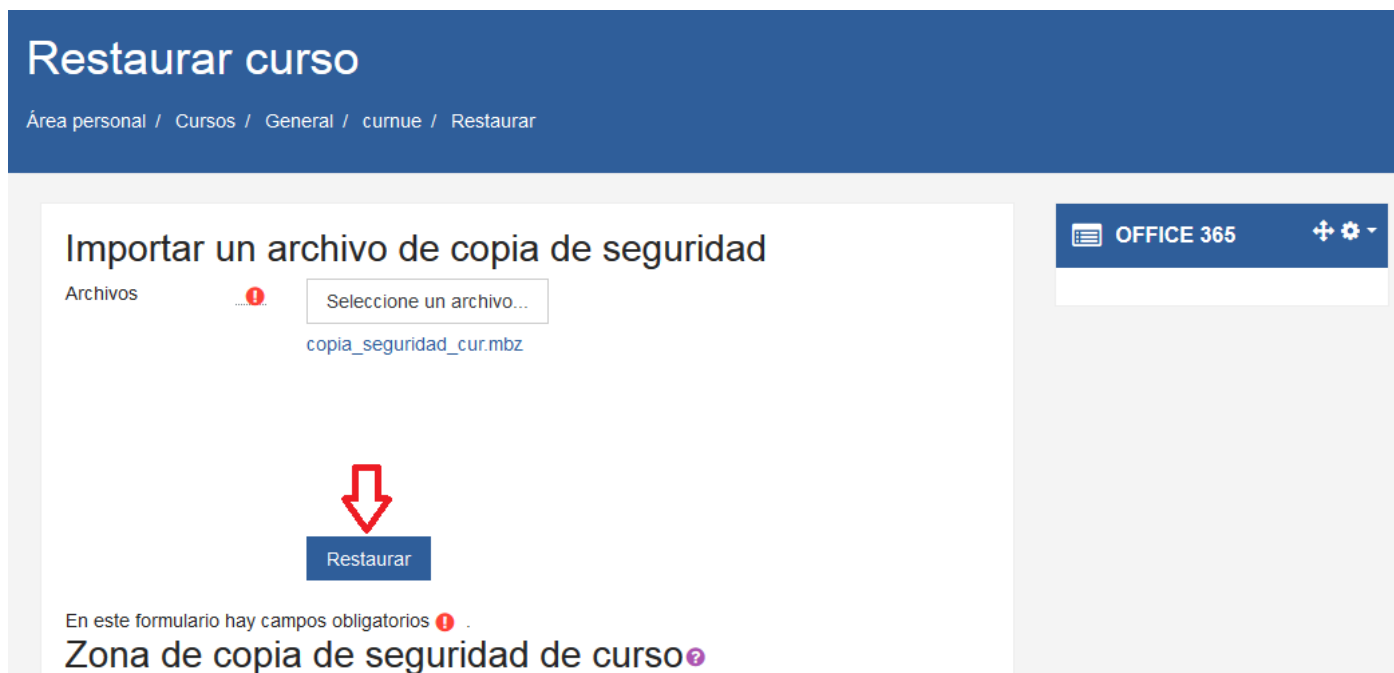 Restaurar curso
Área personal / Cursos / General / curnue / Restaurar
Importar un archivo de copia de seguridad
OFFICE 365
Archivos
Seleccione un archivo...
copia_seguridad_cur.mbz
Restaurar
En este formulario hay campos obligatorios .
Zona de copia de seguridad de curso